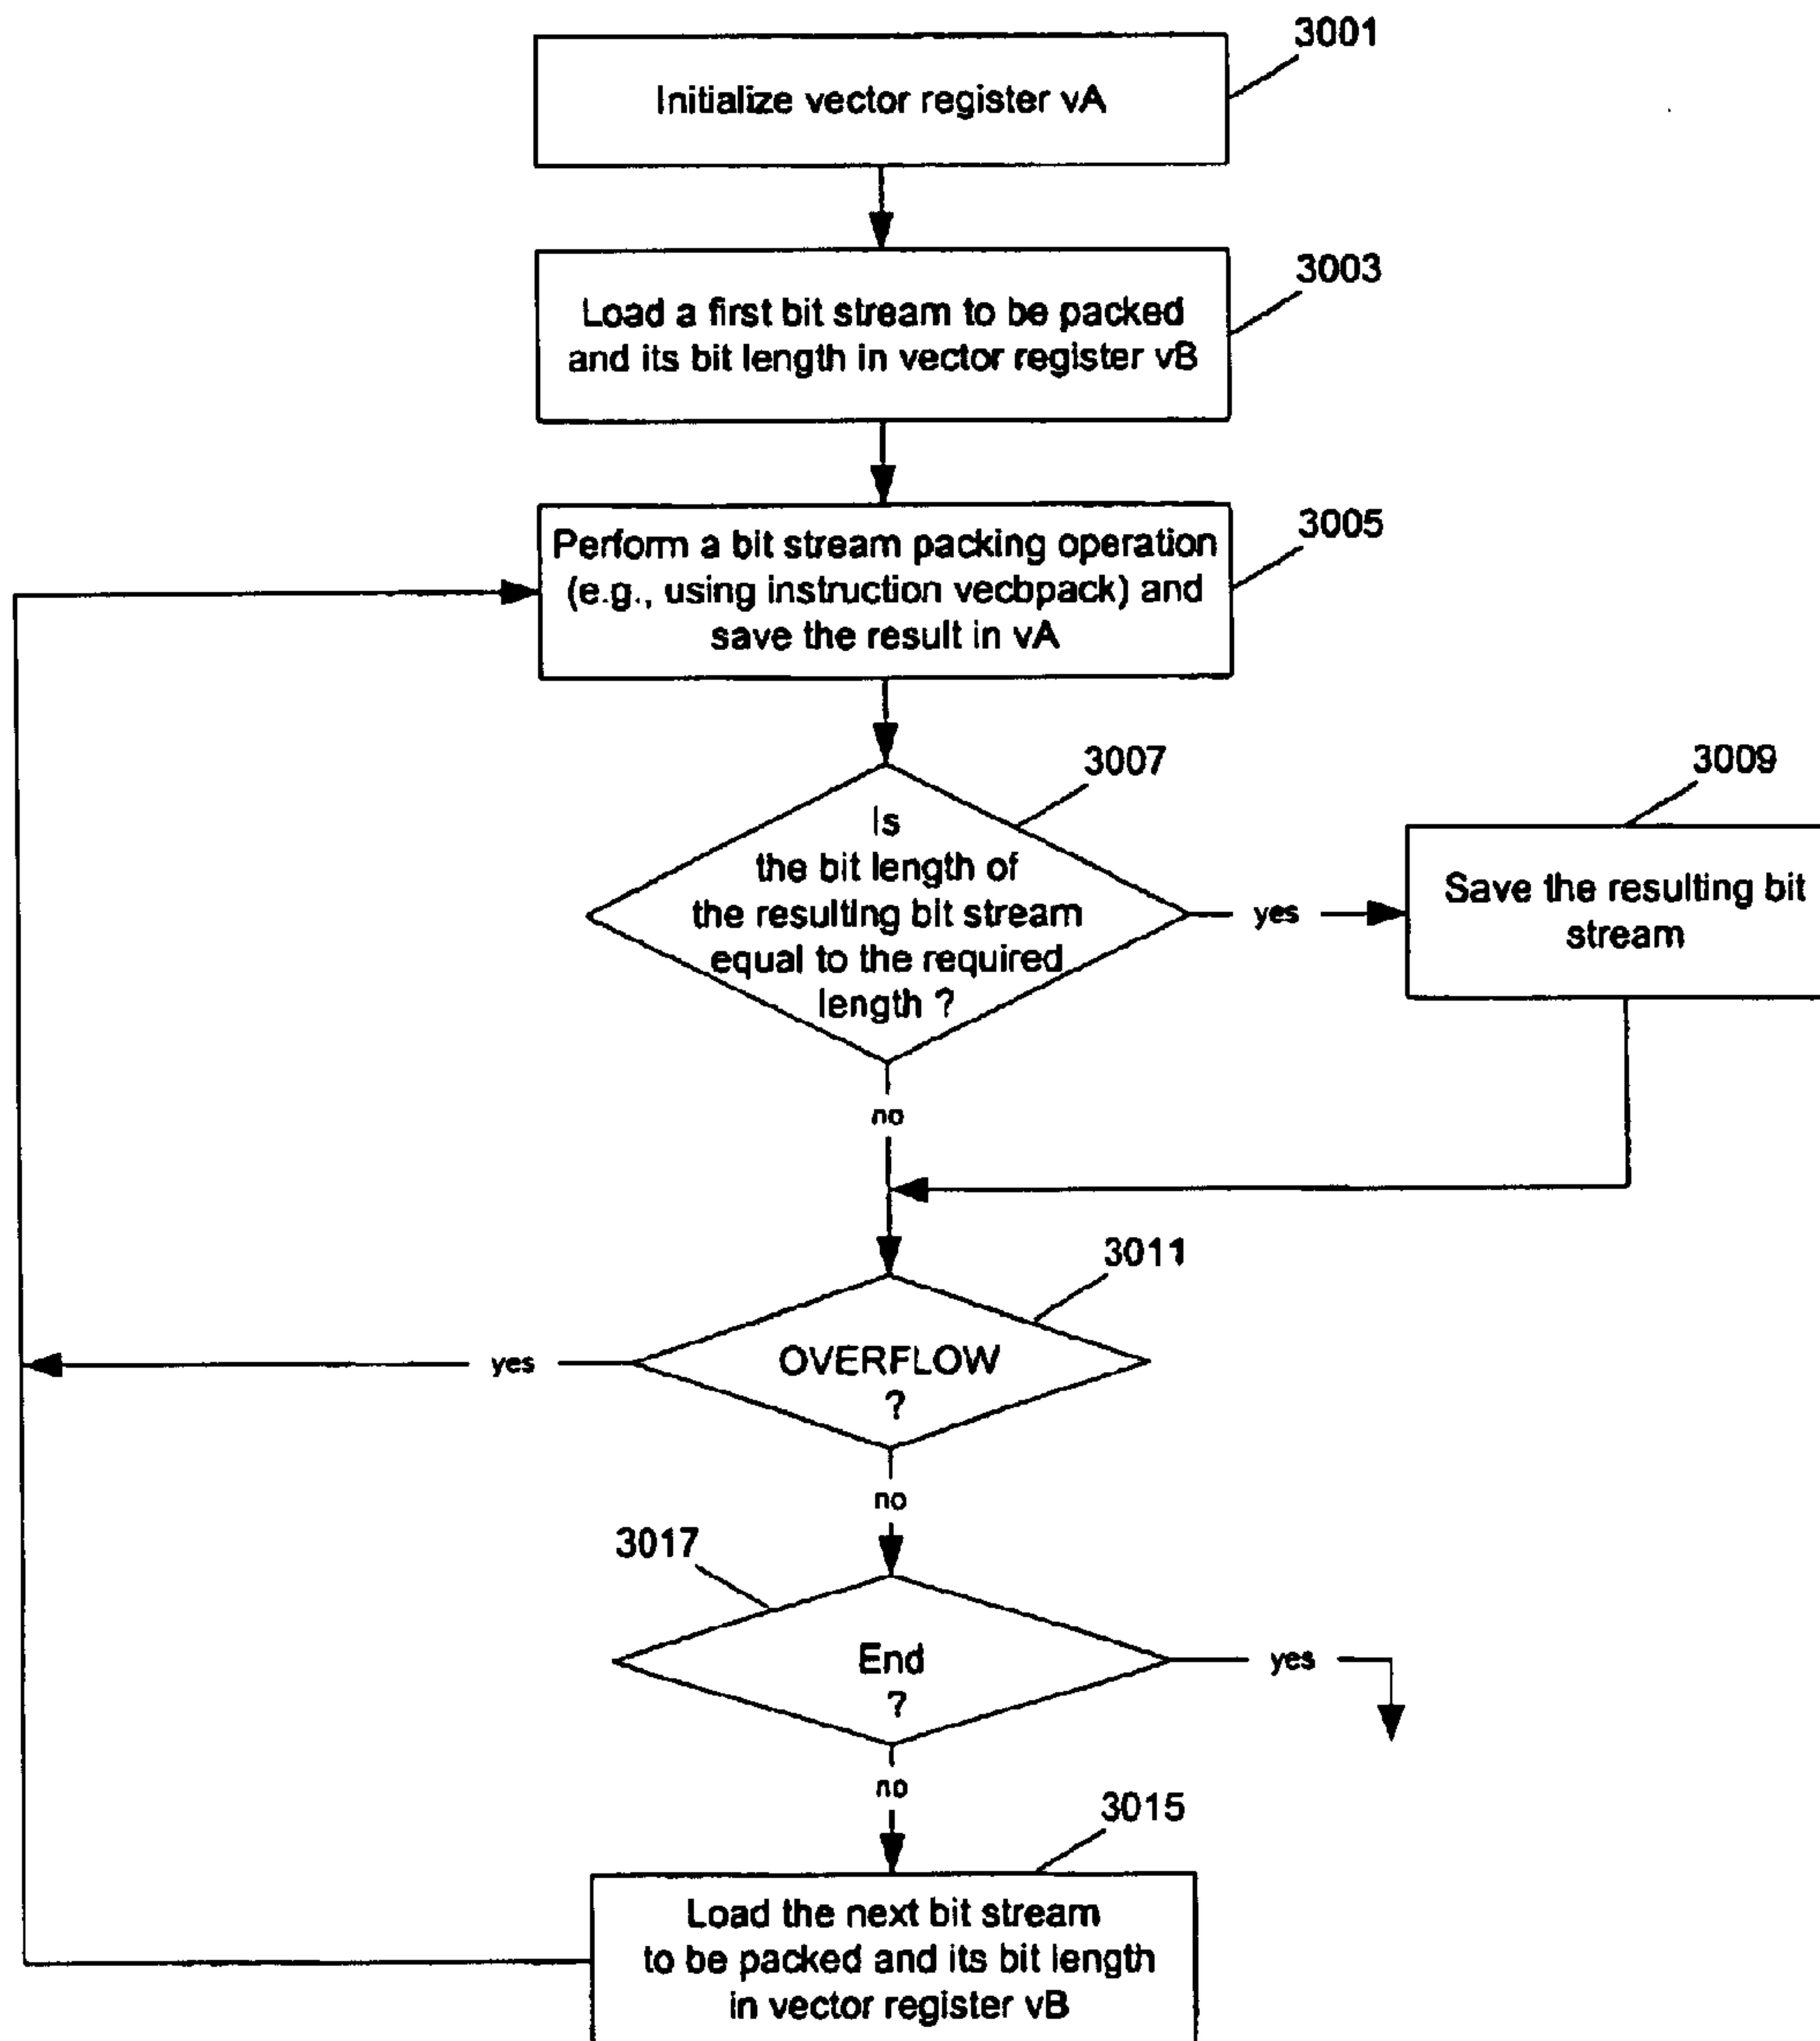 3001
Initialize vector register vA
3003
Load a first bit stream to be packed
and its bit length in vector register vB
3005
Perform a bit stream packing operation
(e.g., using instruction vecbpack) and
save the result in vA
3007
3009
Is
the bit length of
the resulting bit stream
equal to the required
length ?
yes
Save the resulting bit
stream
no
3011
OVERFLOW
?
yes
no
3017
End
?
yes
no
3015
Load the next bit stream
to be packed and its bit length
in vector register vB